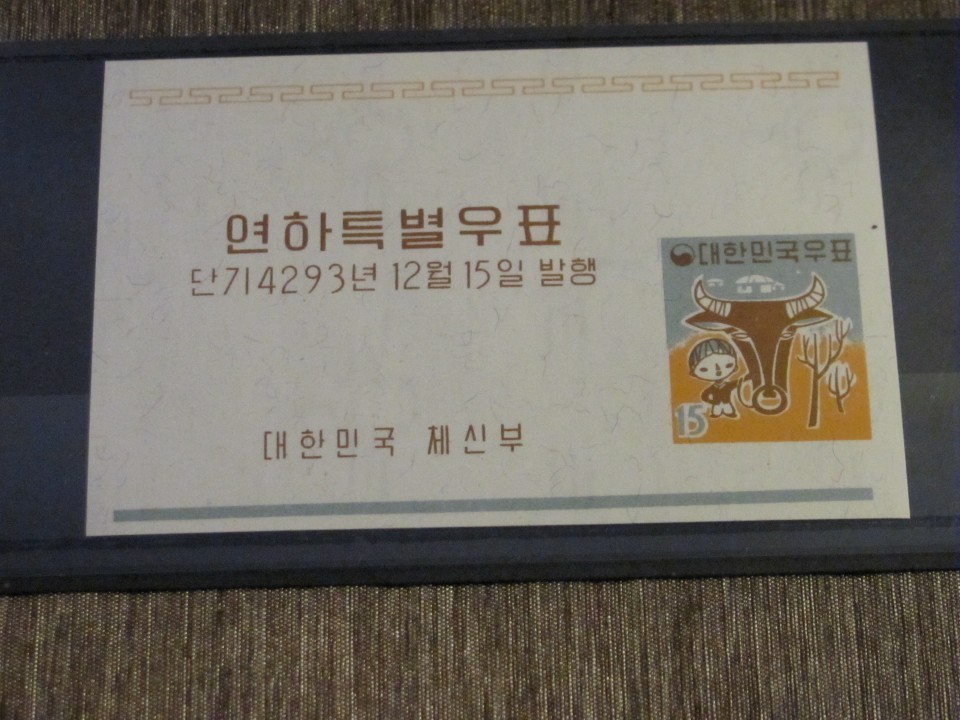 연하특별우표
단기4293년 12월 15일 발행
대한민국우표
15
대한민국 체신부